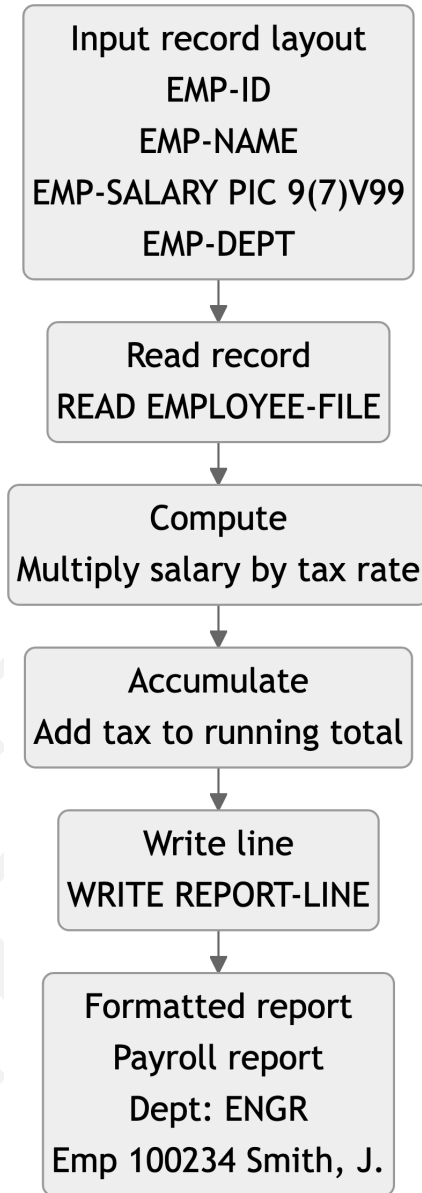 Input record layout
EMP-ID
EMP-NAME
EMP-SALARY PIC 9(7)V99
EMP-DEPT
Read record
READ EMPLOYEE-FILE
Compute
Multiply salary by tax rate
Accumulate
Add tax to running total
Write line
WRITE REPORT-LINE
Formatted report
Payroll report
Dept: ENGR
Emp 100234 Smith, J.